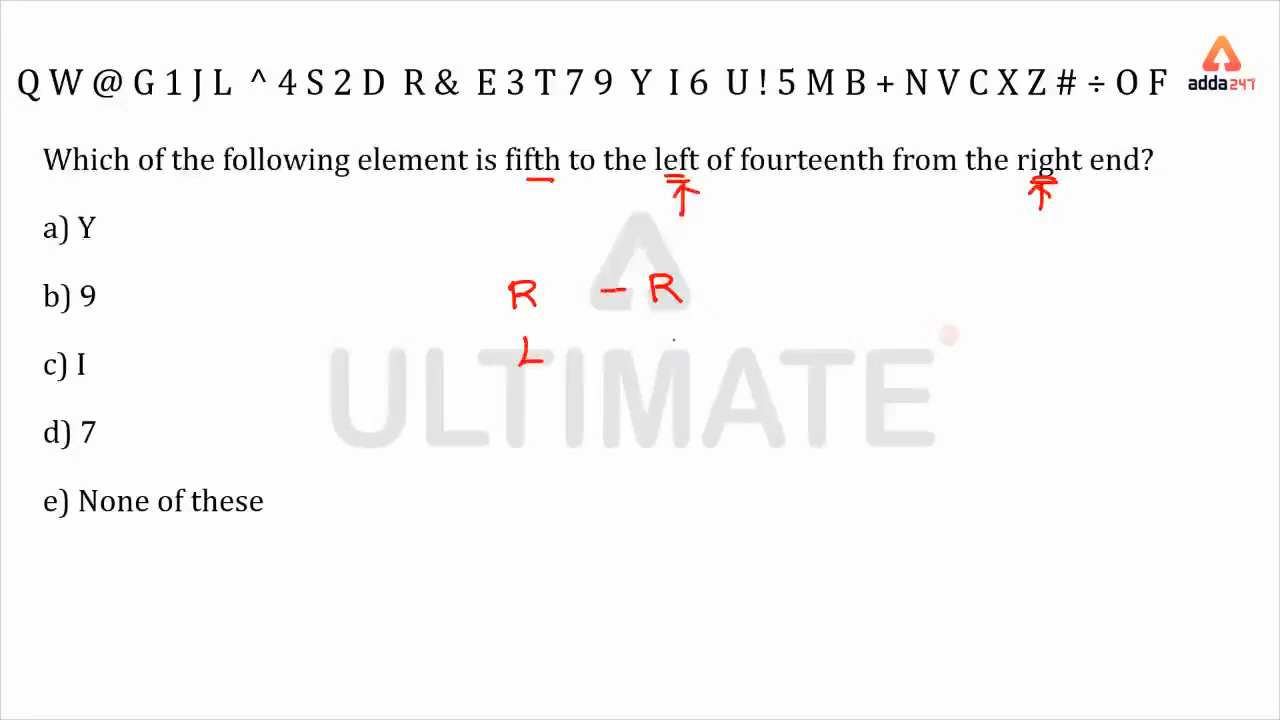 Q W @ G 1 J L ^ 4 S 2 D R & E 3 T 7 9 Y I 6 U ! 5 M B + N V C X Z # ÷ O F
adda247
Which of the following element is fifth to the left of fourteenth from the right end?
a) Y
b) 9
R - R
c) I
L
d) 7
e) None of these
ULTIMATE